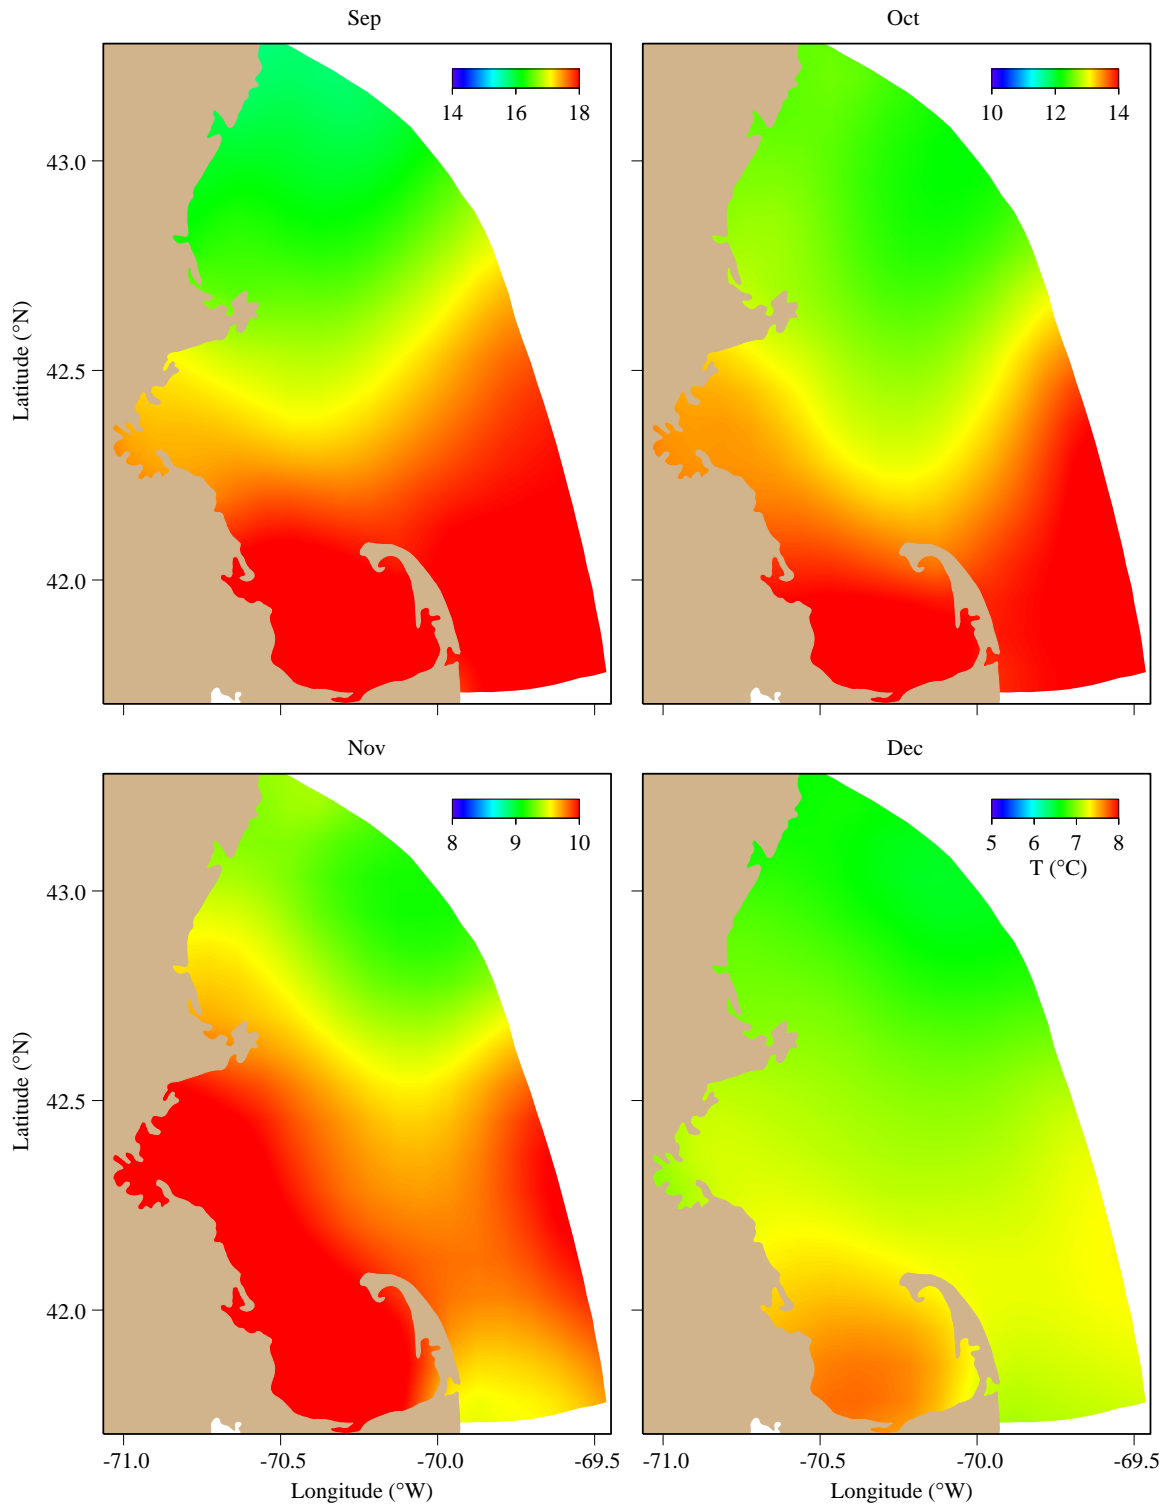 Sep
Oct
14 16 18
10 12 14
43.0
42.5
42.0
Latitude (°N)
Nov
Dec
8 9 10
5 6 7 8
T (°C)
43.0
42.5
42.0
Latitude (°N)
-71.0 -70.5 -70.0 -69.5
-71.0 -70.5 -70.0 -69.5
Longitude (°W)
Longitude (°W)